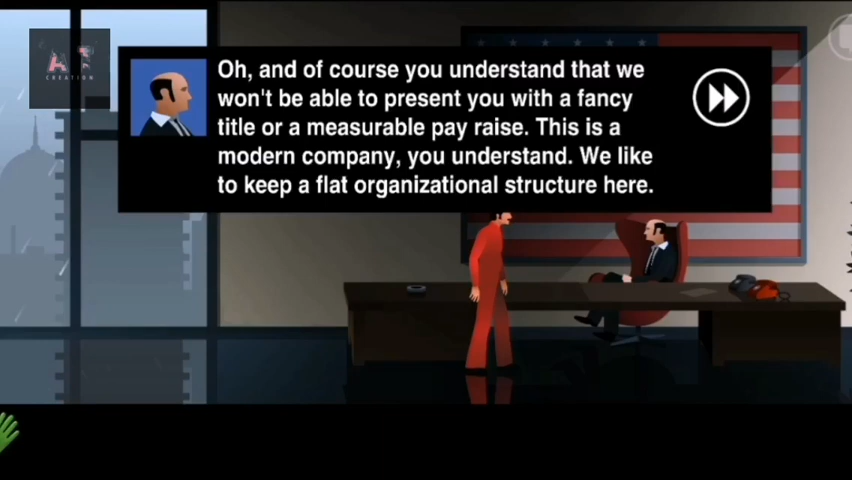 Oh, and of course you understand that we
won't be able to present you with a fancy
title or a measurable pay raise. This is a
modern company, you understand. We like
to keep a flat organizational structure here.
CREATION